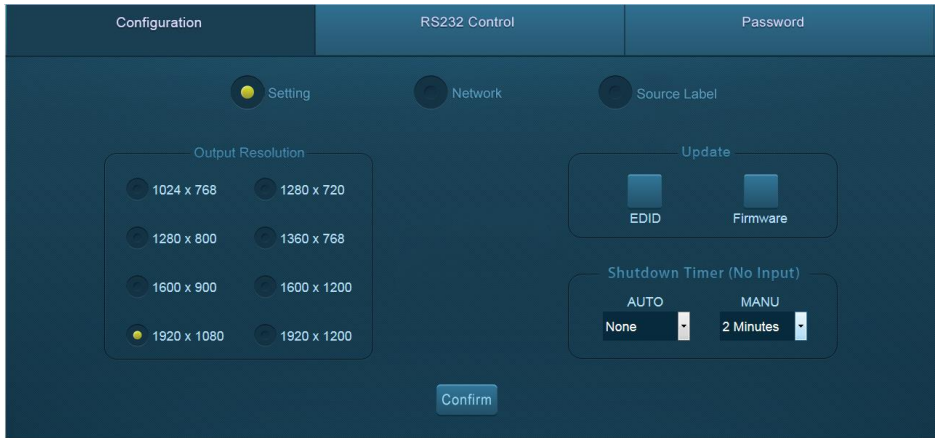 Configuration RS232 Control Password
Setting Network Source Label
Output Resolution
1024 x 768 1280 x 720
1280 x 800 1360 x 768
1600 x 900 1600 x 1200
1920 x 1080 1920 x 1200
Update
EDID Firmware
Shutdown Timer (No Input)
AUTO MANU
None 2 Minutes
Confirm